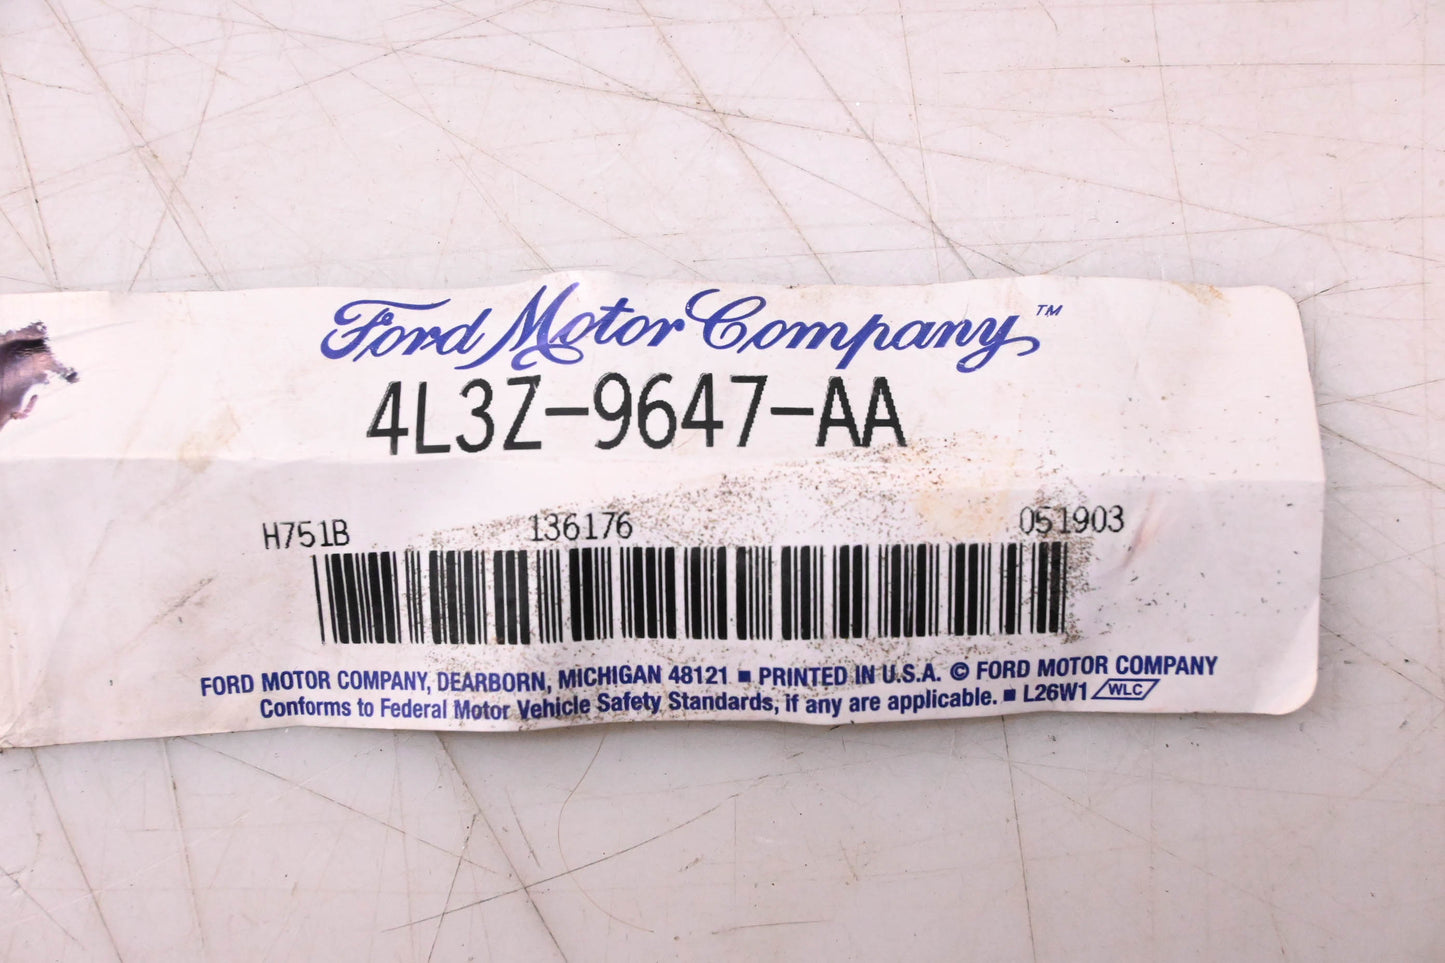 Ford Motor Company™
4L3Z-9647-AA
H751B 136176 051903
FORD MOTOR COMPANY, DEARBORN, MICHIGAN 48121 ■ PRINTED IN U.S.A. © FORD MOTOR COMPANY
Conforms to Federal Motor Vehicle Safety Standards, if any are applicable. ■ L26W1 WLC